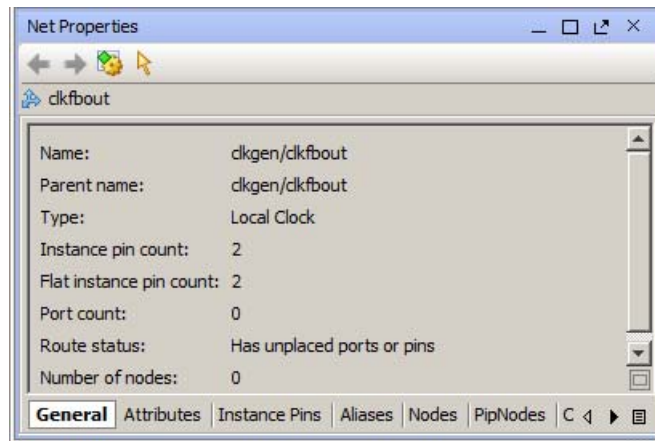 Net Properties
clkfbout
Name: clkgen/clkfbout
Parent name: clkgen/clkfbout
Type: Local Clock
Instance pin count: 2
Flat instance pin count: 2
Port count: 0
Route status: Has unplaced ports or pins
Number of nodes: 0
General Attributes Instance Pins Aliases Nodes PipNodes C